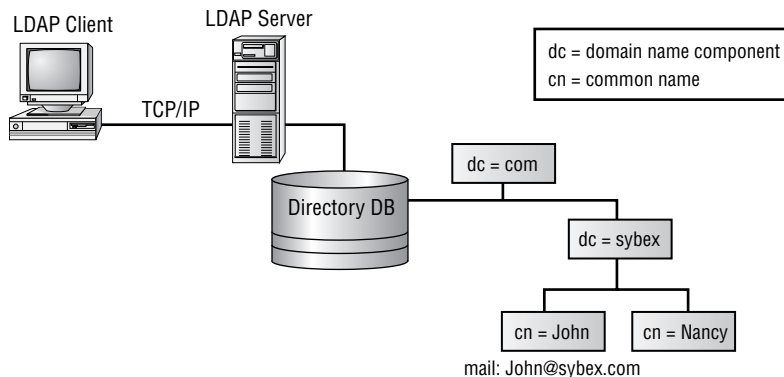 LDAP Client
LDAP Server
dc = domain name component
cn = common name
TCP/IP
dc = com
Directory DB
dc = sybex
cn = John
cn = Nancy
mail: John@sybex.com